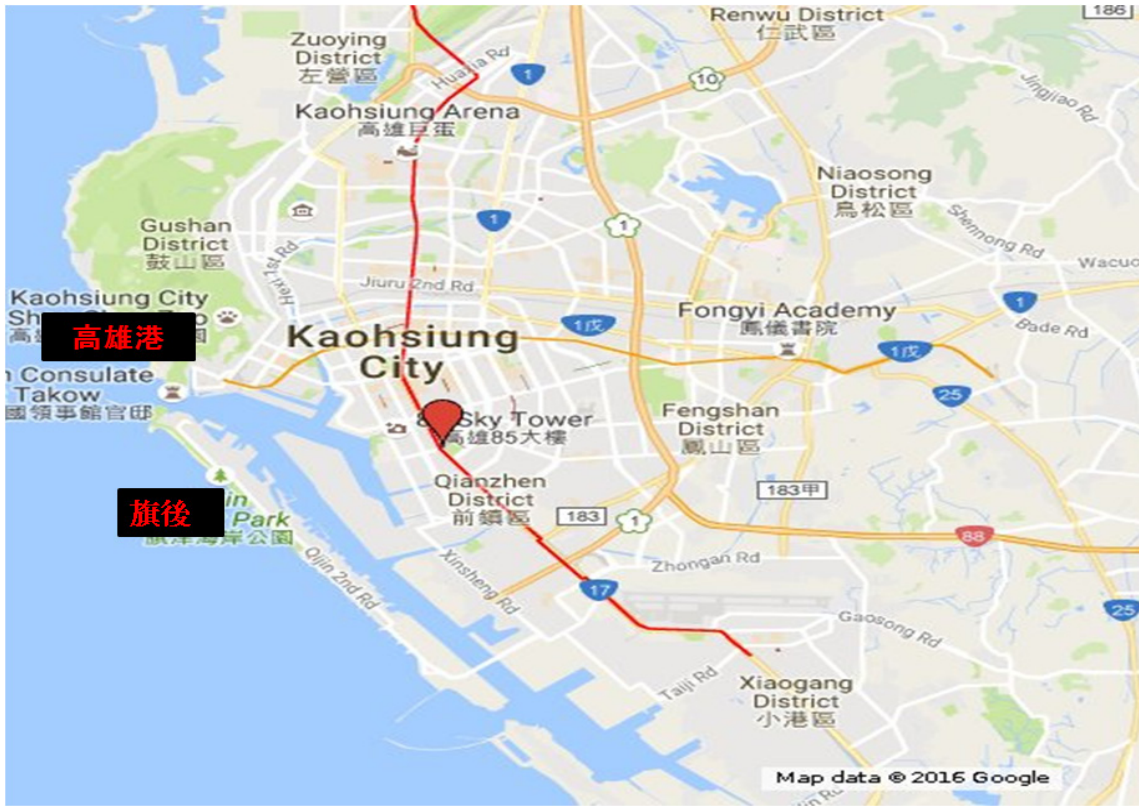 Renwu District
仁武區
186
Zuoying
District
左營區
Huaxia Rd
1
10
Jingjiao Rd
Kaohsiung Arena
高雄巨蛋
Niaosong
District
鳥松區
Gushan
District
鼓山區
1
1
Shennong Rd
Hexi 1st Rd
Jiuru 2nd Rd
Wacuo
Kaohsiung City
高雄港
Fongyi Academy
鳳儀書院
1
Bade Rd
Kaohsiung
City
1戊
1戊
n Consulate
Takow
國領事館官邸
25
Sky Tower
高雄85大樓
Fengshan
District
鳳山區
Qianzhen
District
前鎮區
183甲
旗後
Park
旗津海岸公園
183
1
88
Qijin 2nd Rd
Xinsheng Rd
Zhongan Rd
17
25
Gaosong Rd
Taiji Rd
Xiaogang
District
小港區
Map data © 2016 Google